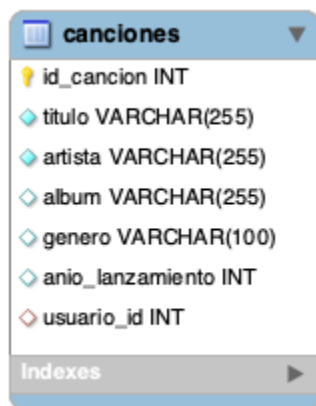 canciones
id_cancion INT
titulo VARCHAR(255)
artista VARCHAR(255)
album VARCHAR(255)
genero VARCHAR(100)
anio_lanzamiento INT
usuario_id INT
Indexes